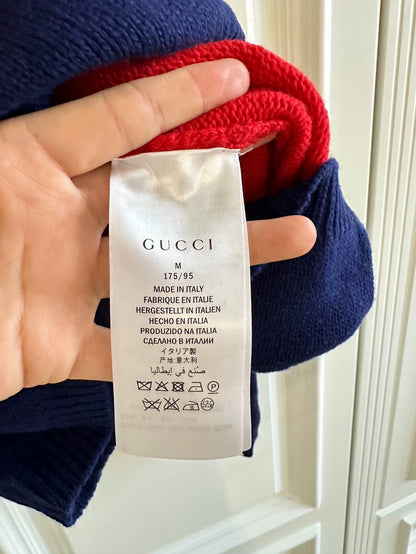 GUCCI
M
175/95
MADE IN ITALY
FABRIQUÉ EN ITALIE
HERGESTELLT IN ITALIEN
HECHO EN ITALIA
PRODUZIDO NA ITALIA
СДЕЛАНО В ИТАЛИИ
イタリア製
产地:意大利
صنع في إيطاليا
P